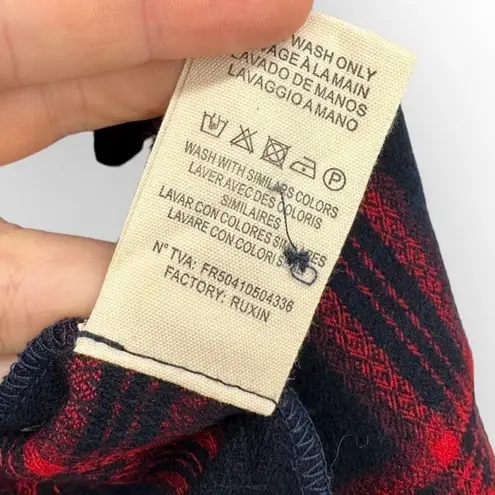 WASH ONLY
LAVAGE À LA MAIN
LAVADO DE MANOS
LAVAGGIO A MANO
P
WASH WITH SIMILARS COLORS
LAVER AVEC DES COLORIS
SIMILAIRES
LAVAR CON COLORES
LAVARE CON COLORI
N° TVA: FR50410504336
FACTORY: RUXIN